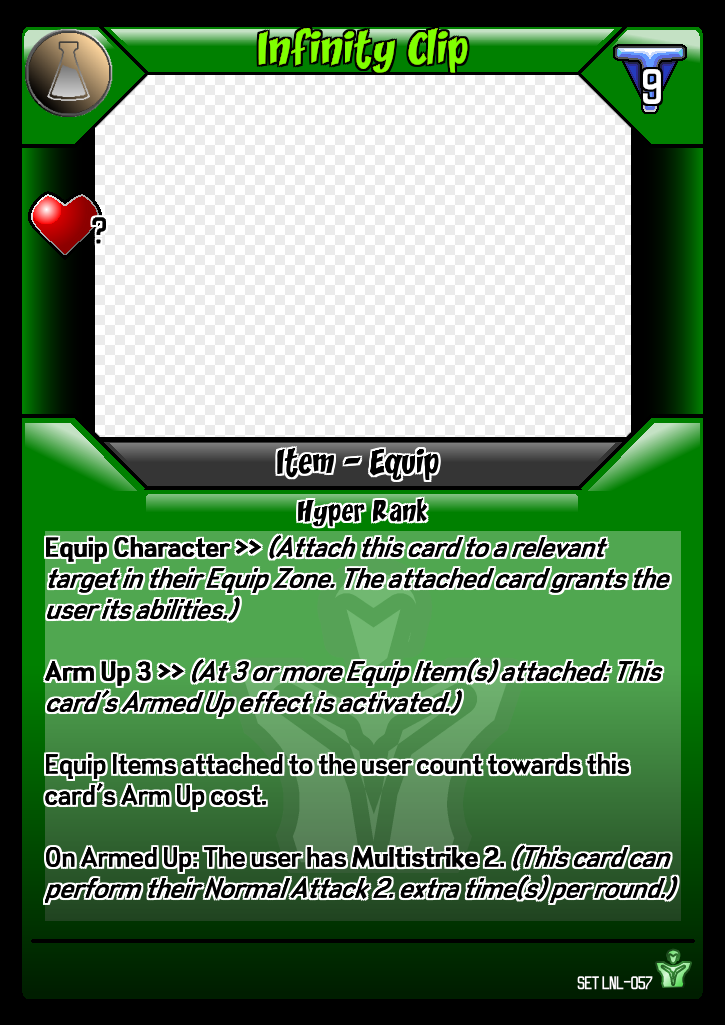 Infinity Clip
9
?
Item - Equip
Hyper Rank
Equip Character >> (Attach this card to a relevant
target in their Equip Zone. The attached card grants the
user its abilities.)
Arm Up 3 >> (At 3 or more Equip Item(s) attached: This
card's Armed Up effect is activated.)
Equip Items attached to the user count towards this
card's Arm Up cost.
On Armed Up: The user has Multistrike 2. (This card can
perform their Normal Attack 2. extra time(s) per round.)
SET LNL-057